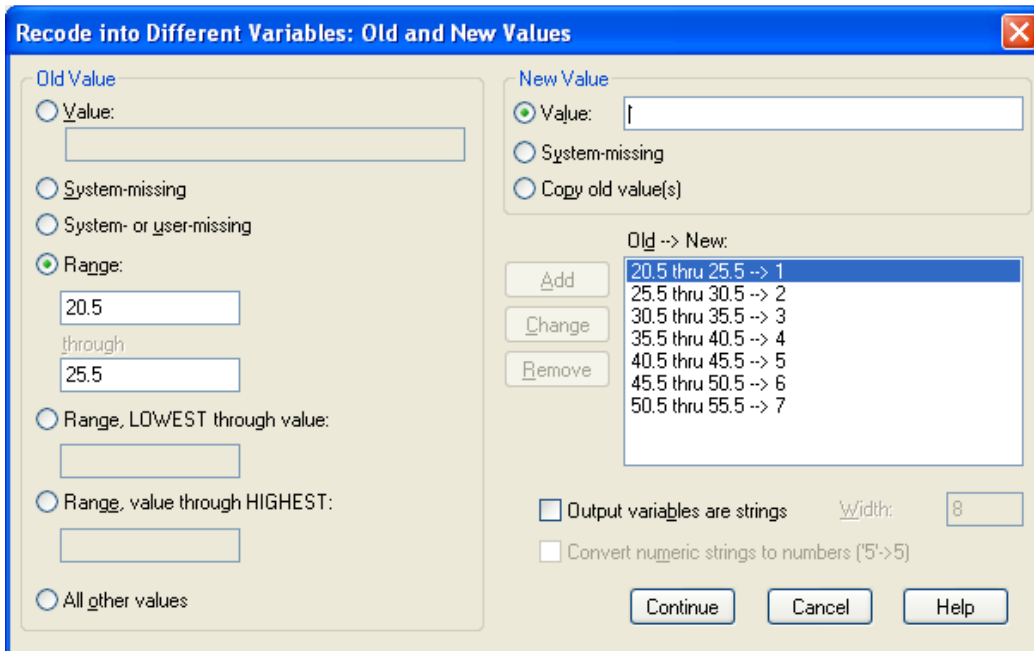 Recode into Different Variables: Old and New Values
Old Value
Value:
System-missing
System- or user-missing
Range:
20.5
through
25.5
Range, LOWEST through value:
Range, value through HIGHEST:
All other values
New Value
Value:
System-missing
Copy old value(s)
Old --> New:
Add
Change
Remove
20.5 thru 25.5 --> 1
25.5 thru 30.5 --> 2
30.5 thru 35.5 --> 3
35.5 thru 40.5 --> 4
40.5 thru 45.5 --> 5
45.5 thru 50.5 --> 6
50.5 thru 55.5 --> 7
Output variables are strings Width: 8
Convert numeric strings to numbers ('5'->5)
Continue Cancel Help